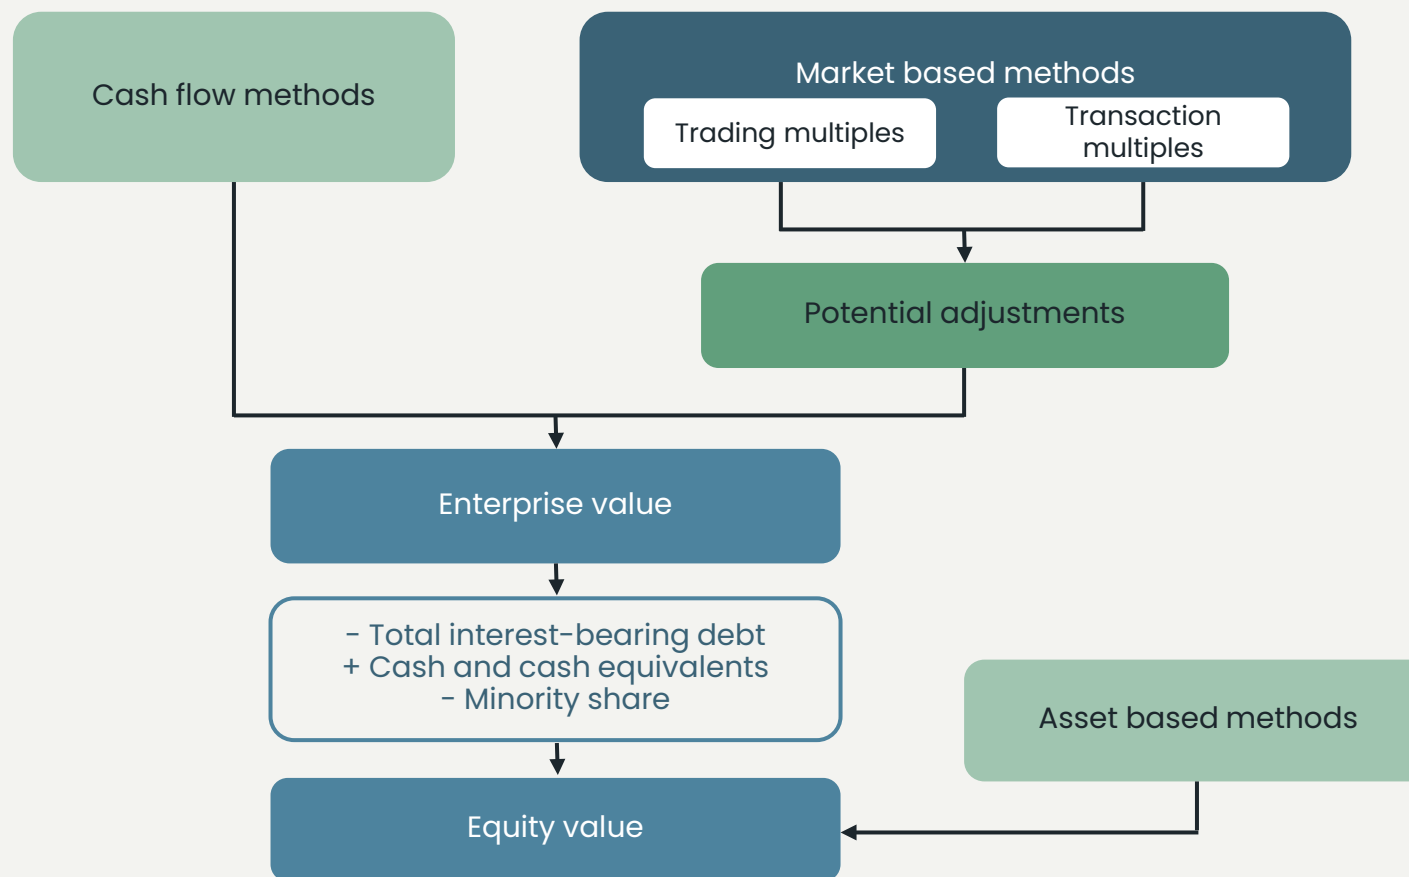 Cash flow methods
Market based methods
Trading multiples
Transaction
multiples
Potential adjustments
Enterprise value
- Total interest-bearing debt
+ Cash and cash equivalents
- Minority share
Asset based methods
Equity value